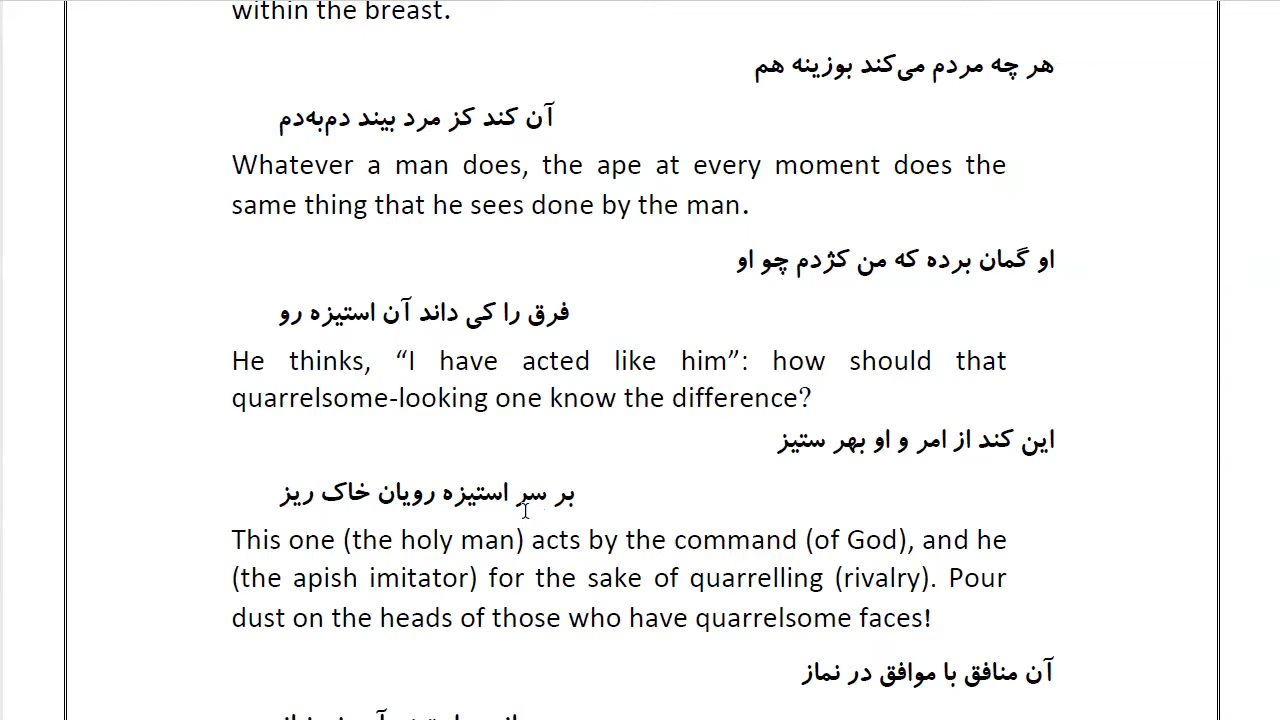 within the breast.
هر چه مردم می‌کند بوزینه هم
آن کند کز مرد بیند دم‌به‌دم
Whatever a man does, the ape at every moment does the
same thing that he sees done by the man.
او گمان برده که من کژدم چو او
فرق را کی داند آن استیزه رو
He thinks, “I have acted like him”: how should that
quarrelsome-looking one know the difference?
این کند از امر و او بهر ستیز
بر سر استیزه رویان خاک ریز
This one (the holy man) acts by the command (of God), and he
(the apish imitator) for the sake of quarrelling (rivalry). Pour
dust on the heads of those who have quarrelsome faces!
آن منافق با موافق در نماز